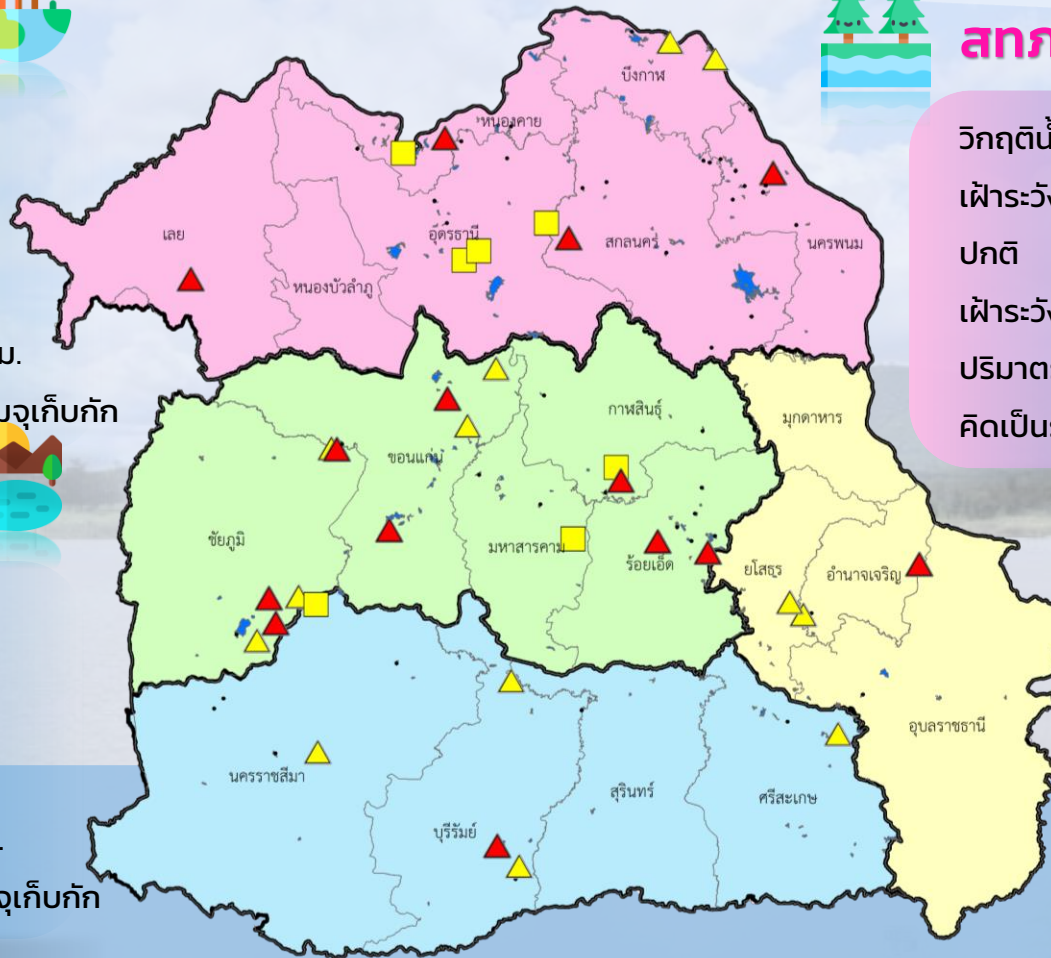 สทภ
วิกฤติน้
เฝ้าระวัง
ปกติ
เฝ้าระวัง
ปริมาตร
คิดเป็นร
บึงกาฬ
หนองคาย
เลย
อุดรธานี
สกลนคร
นครพนม
หนองบัวลำภู
ม.
มจุเก็บกัก
กาฬสินธุ์
มุกดาหาร
ขอนแก่น
ชัยภูมิ
มหาสารคาม
ร้อยเอ็ด
ยโสธร
อำนาจเจริญ
อุบลราชธานี
นครราชสีมา
สุรินทร์
ศรีสะเกษ
บุรีรัมย์
.
จุเก็บกัก